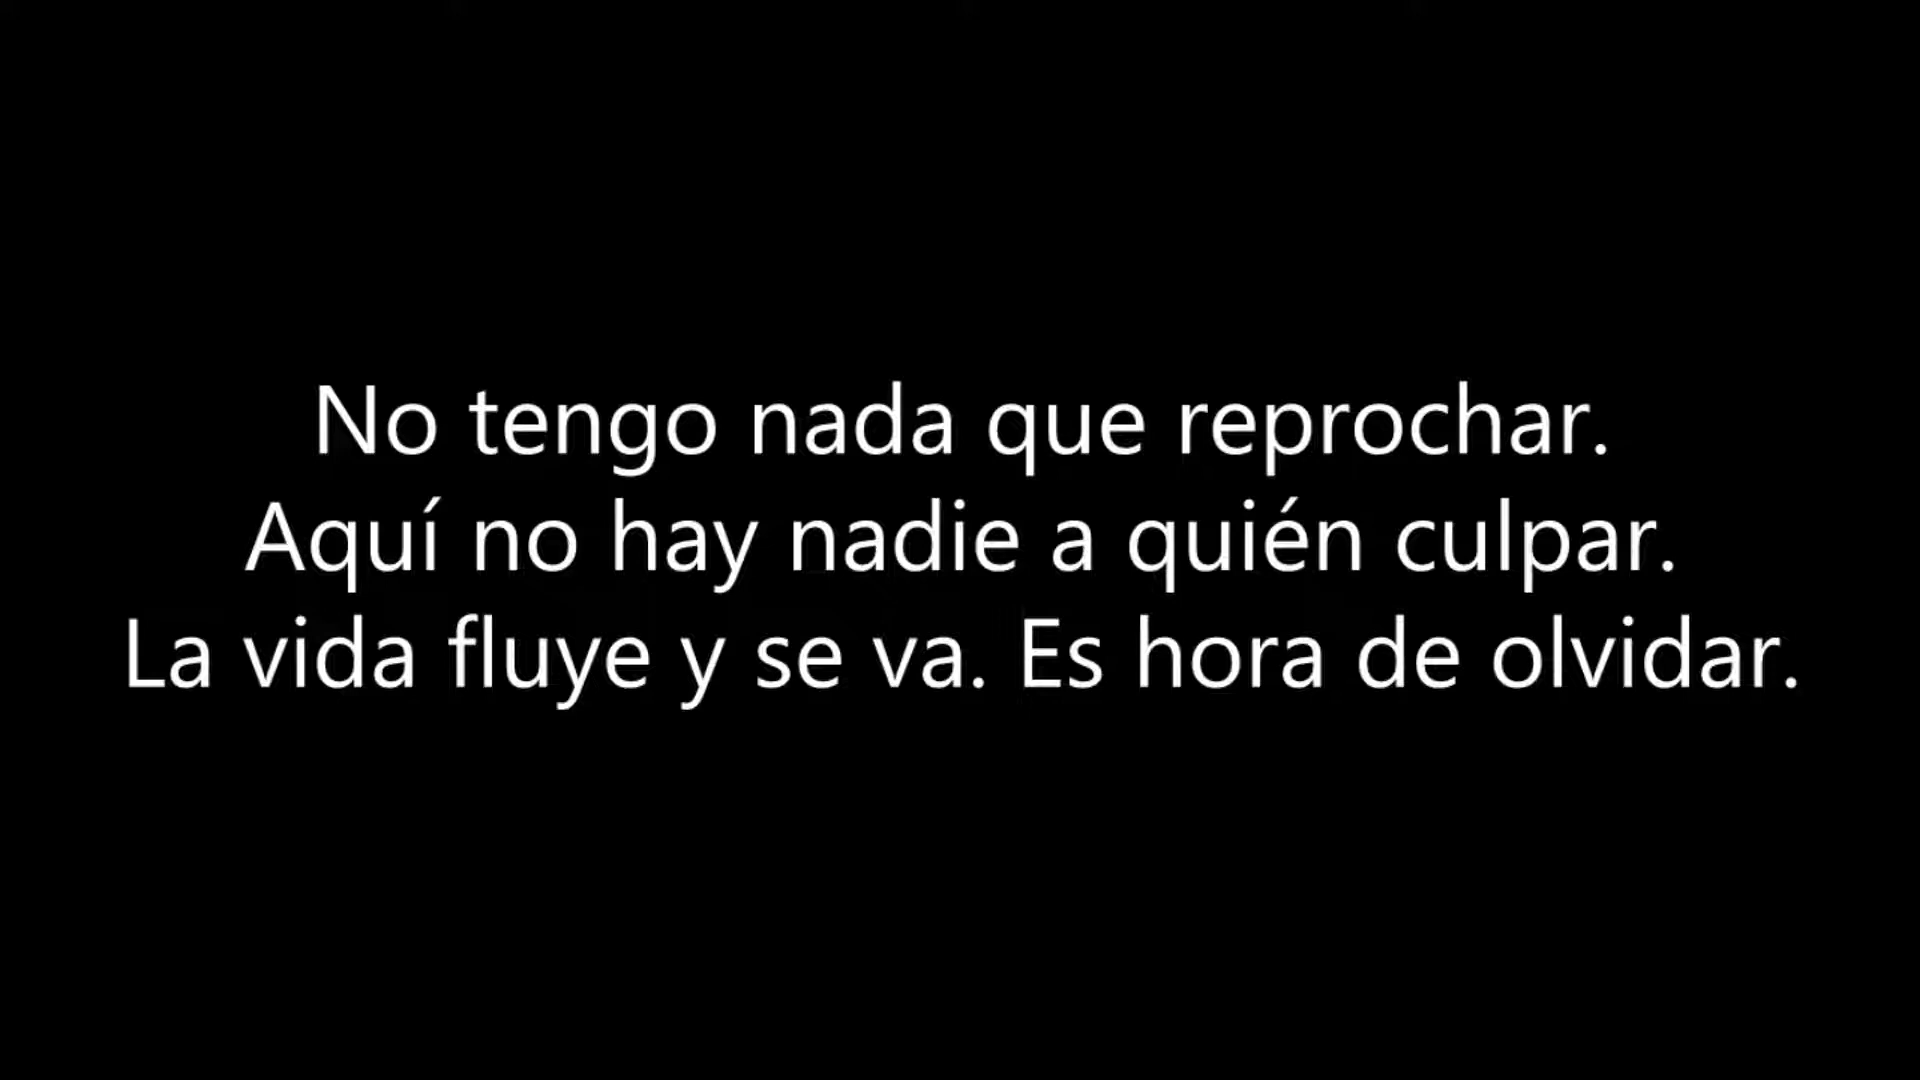 No tengo nada que reprochar.
Aquí no hay nadie a quién culpar.
La vida fluye y se va. Es hora de olvidar.